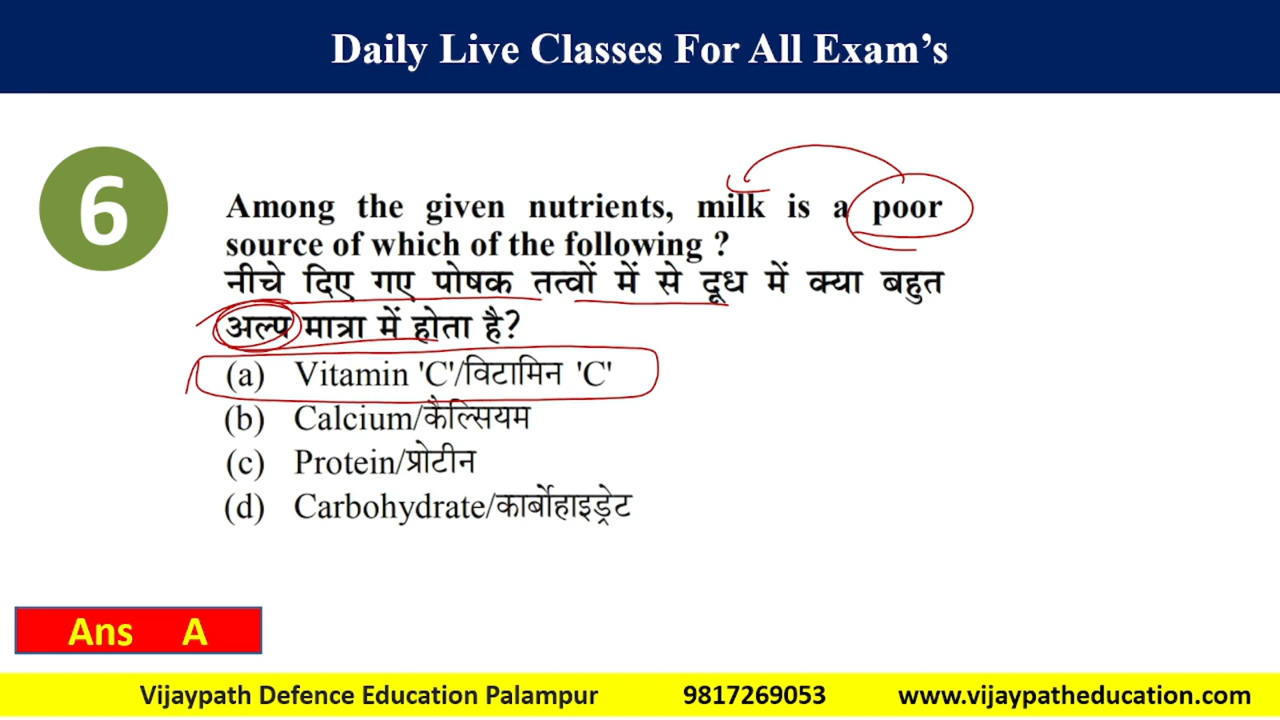 Daily Live Classes For All Exam's
6
Among the given nutrients, milk is a poor
source of which of the following ?
नीचे दिए गए पोषक तत्वों में से दूध में क्या बहुत
अल्प मात्रा में होता है?
(a) Vitamin 'C'/विटामिन 'C'
(b) Calcium/कैल्सियम
(c) Protein/प्रोटीन
(d) Carbohydrate/कार्बोहाइड्रेट
Ans A
Vijaypath Defence Education Palampur 9817269053 www.vijaypatheducation.com